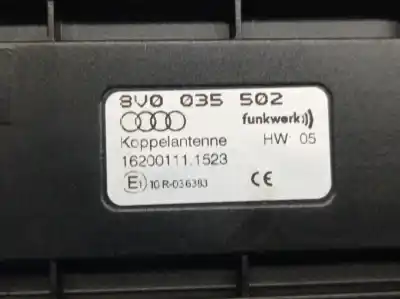 8V0 035 502
funkwerk
Koppelantenne HW 05
16200111.1523
E1 10 R-036383 CE